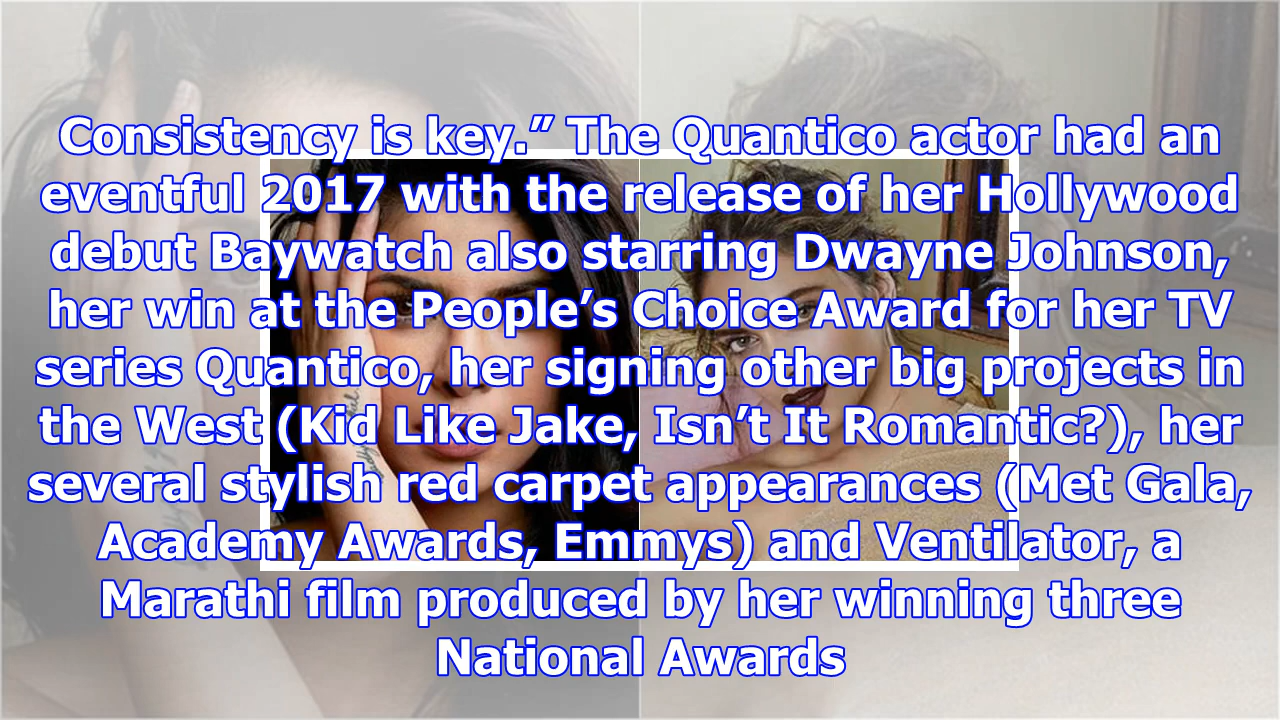 Consistency is key.” The Quantico actor had an
eventful 2017 with the release of her Hollywood
debut Baywatch also starring Dwayne Johnson,
her win at the People’s Choice Award for her TV
series Quantico, her signing other big projects in
the West (Kid Like Jake, Isn’t It Romantic?), her
several stylish red carpet appearances (Met Gala,
Academy Awards, Emmys) and Ventilator, a
Marathi film produced by her winning three
National Awards